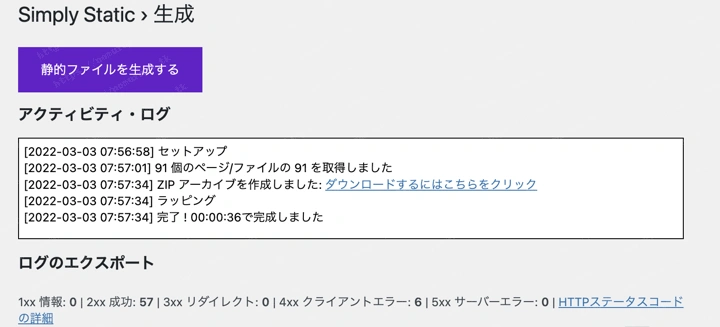 Simply Static › 生成
静的ファイルを生成する
アクティビティ・ログ
[2022-03-03 07:56:58] セットアップ
[2022-03-03 07:57:01] 91 個のページ/ファイルの 91 を取得しました
[2022-03-03 07:57:34] ZIP アーカイブを作成しました: ダウンロードするにはこちらをクリック
[2022-03-03 07:57:34] ラッピング
[2022-03-03 07:57:34] 完了 ! 00:00:36で完成しました
ログのエクスポート
1xx 情報: 0 | 2xx 成功: 57 | 3xx リダイレクト: 0 | 4xx クライアントエラー: 6 | 5xx サーバーエラー: 0 | HTTPステータスコード
の詳細